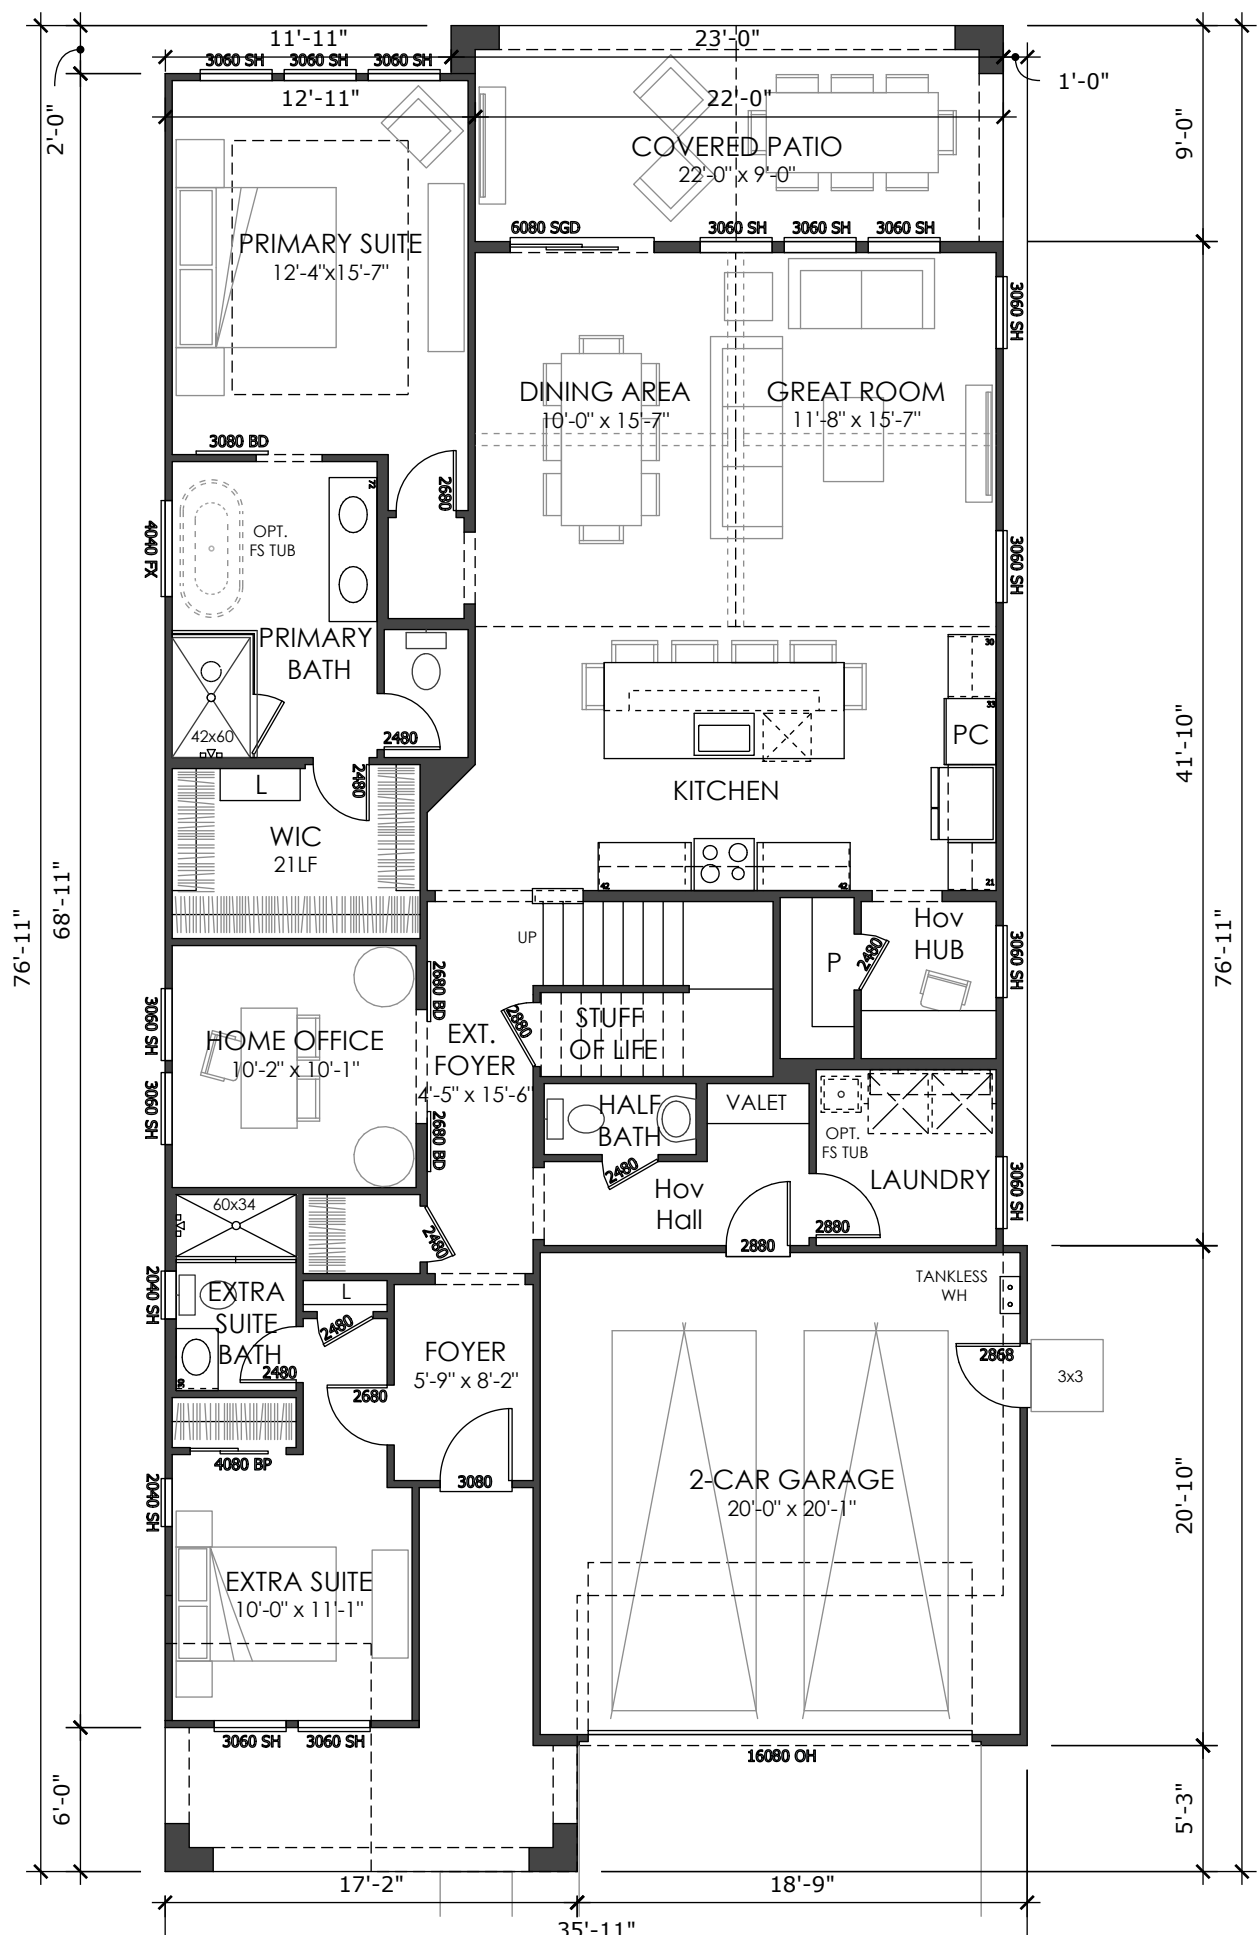 11'-11"
23'-0"
3060 SH
3060 SH
3060 SH
1'-0"
12'-11"
22'-0"
2'-0"
9'-0"
COVERED PATIO
22'-0" x 9'-0"
6080 SGD
3060 SH
3060 SH
3060 SH
PRIMARY SUITE
12'-4"x15'-7"
3060 SH
DINING AREA
10'-0" x 15'-7"
GREAT ROOM
11'-8" x 15'-7"
3080 BD
2680
72
4040 FX
OPT.
FS TUB
3060 SH
PRIMARY
BATH
30
33
42x60
2480
PC
41'-10"
2480
L
KITCHEN
WIC
21LF
42
42
21
68'-11"
76'-11"
76'-11"
UP
Hov
HUB
P
2480
3060 SH
2680 BD
3060 SH
2880
STUFF
OF LIFE
HOME OFFICE
10'-2" x 10'-1"
EXT.
FOYER
4'-5" x 15'-6"
3060 SH
2680 BD
HALF
BATH
VALET
OPT.
FS TUB
2480
LAUNDRY
3060 SH
Hov
Hall
60x34
2480
2880
2880
2040 SH
EXTRA
SUITE
BATH
L
TANKLESS
WH
2480
2480
FOYER
5'-9" x 8'-2"
2680
2868
3x3
4080 BP
3080
2-CAR GARAGE
20'-0" x 20'-1"
2040 SH
20'-10"
EXTRA SUITE
10'-0" x 11'-1"
3060 SH
3060 SH
16080 OH
6'-0"
5'-3"
17'-2"
18'-9"
35'-11"